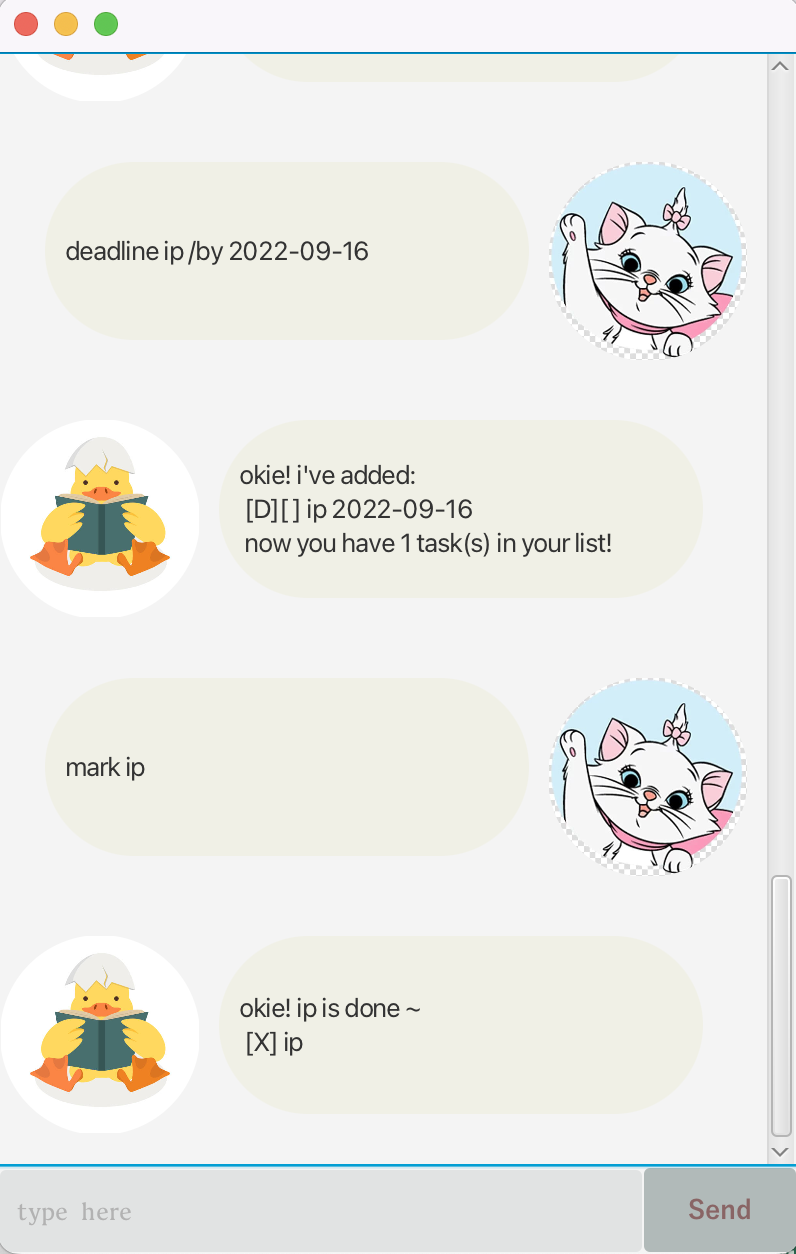 deadline ip /by 2022-09-16
okie! i've added:
[D][ ] ip 2022-09-16
now you have 1 task(s) in your list!
mark ip
okie! ip is done ~
[X] ip
type here
Send